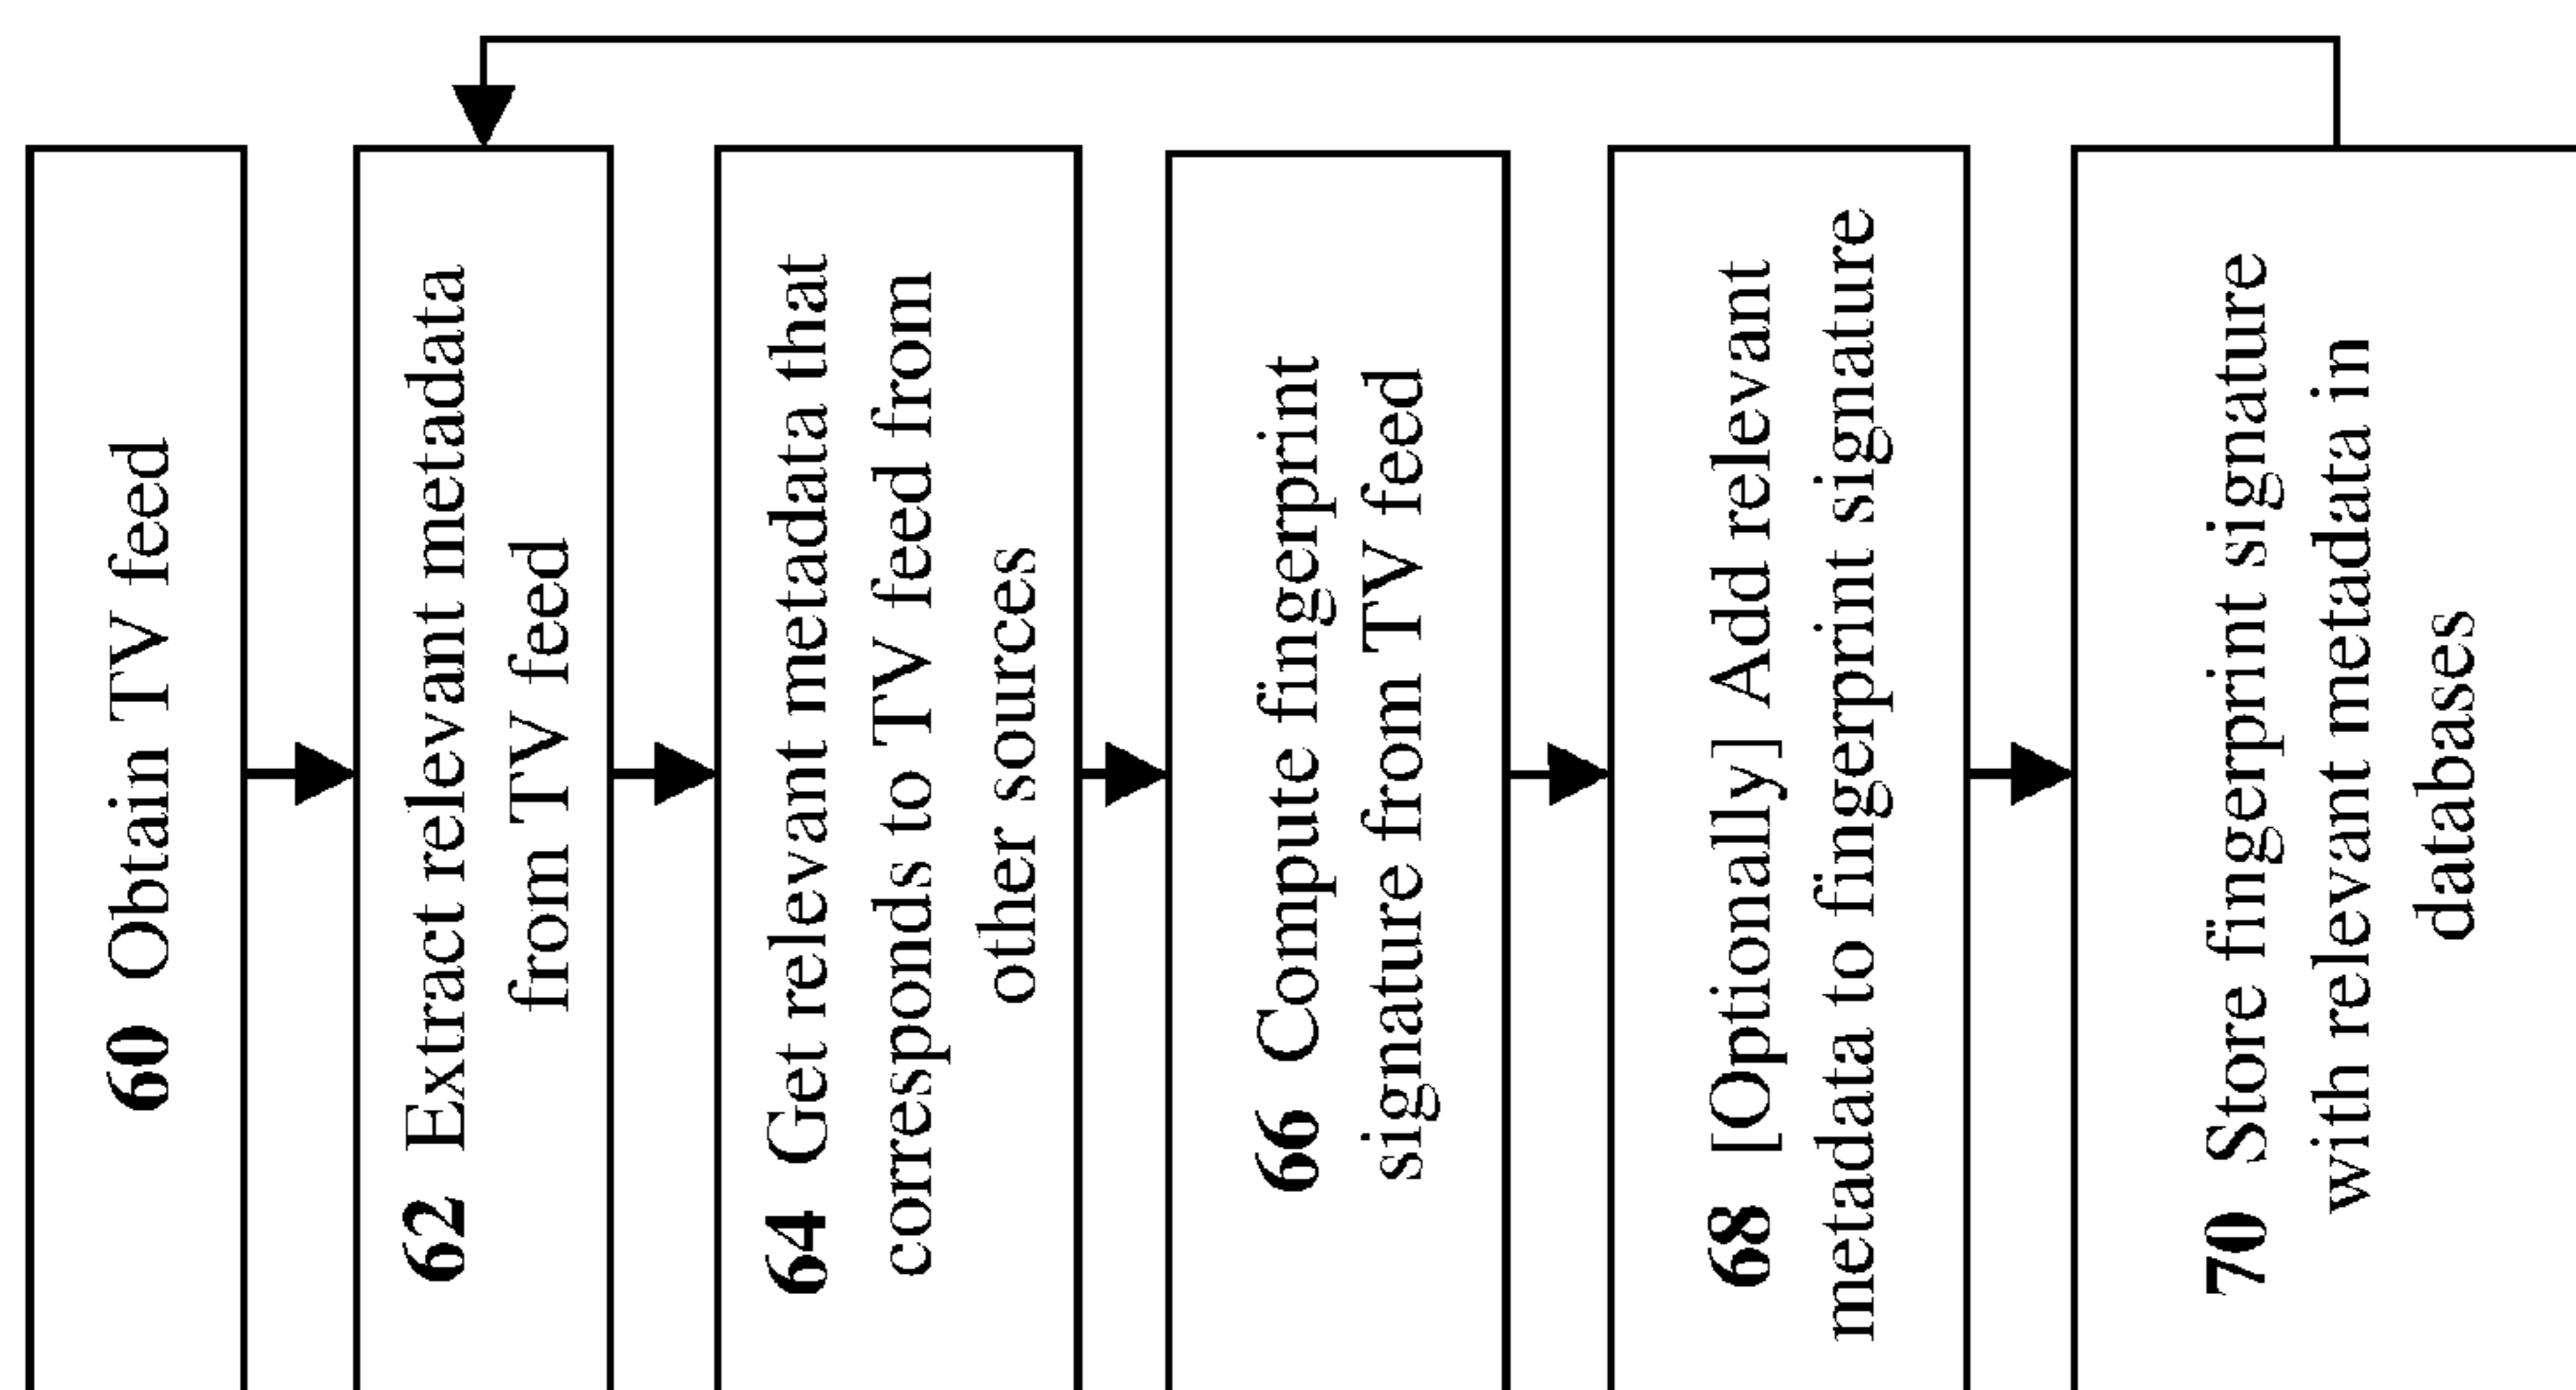 60 Obtain TV feed
62 Extract relevant metadata
from TV feed
64 Get relevant metadata that
corresponds to TV feed from
other sources
66 Compute fingerprint
signature from TV feed
68 [Optionally] Add relevant
metadata to fingerprint signature
70 Store fingerprint signature
with relevant metadata in
databases